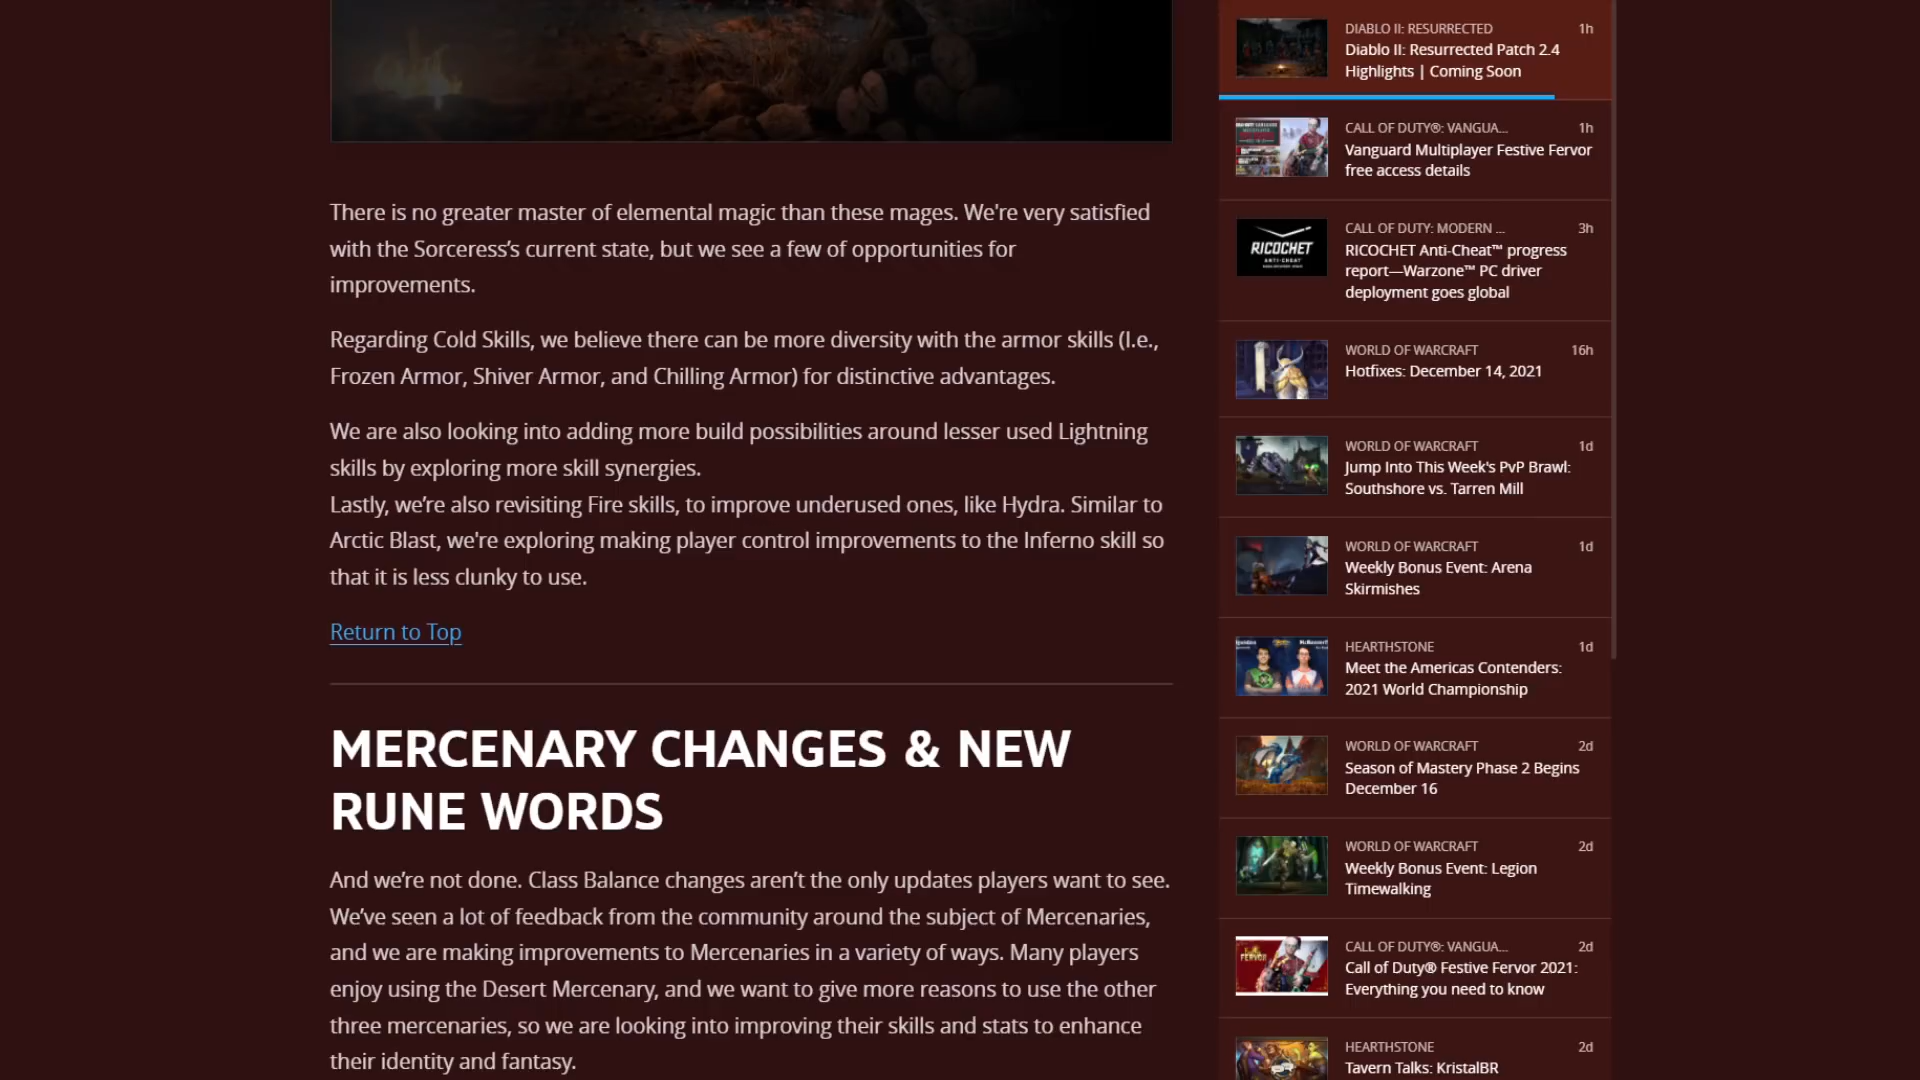 There is no greater master of elemental magic than these mages. We're very satisfied
with the Sorceress’s current state, but we see a few of opportunities for
improvements.
Regarding Cold Skills, we believe there can be more diversity with the armor skills (I.e.,
Frozen Armor, Shiver Armor, and Chilling Armor) for distinctive advantages.
We are also looking into adding more build possibilities around lesser used Lightning
skills by exploring more skill synergies.
Lastly, we’re also revisiting Fire skills, to improve underused ones, like Hydra. Similar to
Arctic Blast, we're exploring making player control improvements to the Inferno skill so
that it is less clunky to use.
Return to Top
MERCENARY CHANGES & NEW
RUNE WORDS
And we’re not done. Class Balance changes aren’t the only updates players want to see.
We’ve seen a lot of feedback from the community around the subject of Mercenaries,
and we are making improvements to Mercenaries in a variety of ways. Many players
enjoy using the Desert Mercenary, and we want to give more reasons to use the other
three mercenaries, so we are looking into improving their skills and stats to enhance
their identity and fantasy.
DIABLO II: RESURRECTED 1h
Diablo II: Resurrected Patch 2.4
Highlights | Coming Soon
CALL OF DUTY®: VANGUA... 1h
Vanguard Multiplayer Festive Fervor
free access details
CALL OF DUTY: MODERN ... 3h
RICOCHET
ANTI-CHEAT
RICOCHET Anti-Cheat™ progress
report—Warzone™ PC driver
deployment goes global
WORLD OF WARCRAFT 16h
Hotfixes: December 14, 2021
WORLD OF WARCRAFT 1d
Jump Into This Week's PvP Brawl:
Southshore vs. Tarren Mill
WORLD OF WARCRAFT 1d
Weekly Bonus Event: Arena
Skirmishes
HEARTHSTONE 1d
Meet the Americas Contenders:
2021 World Championship
WORLD OF WARCRAFT 2d
Season of Mastery Phase 2 Begins
December 16
WORLD OF WARCRAFT 2d
Weekly Bonus Event: Legion
Timewalking
CALL OF DUTY®: VANGUA... 2d
FERVOR
Call of Duty® Festive Fervor 2021:
Everything you need to know
HEARTHSTONE 2d
Tavern Talks: KristalBR